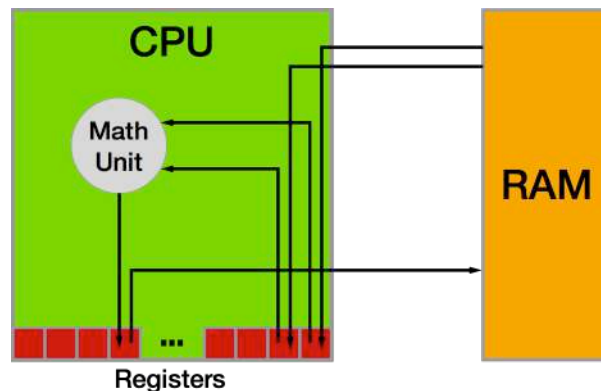 CPU
Math
Unit
RAM
...
Registers